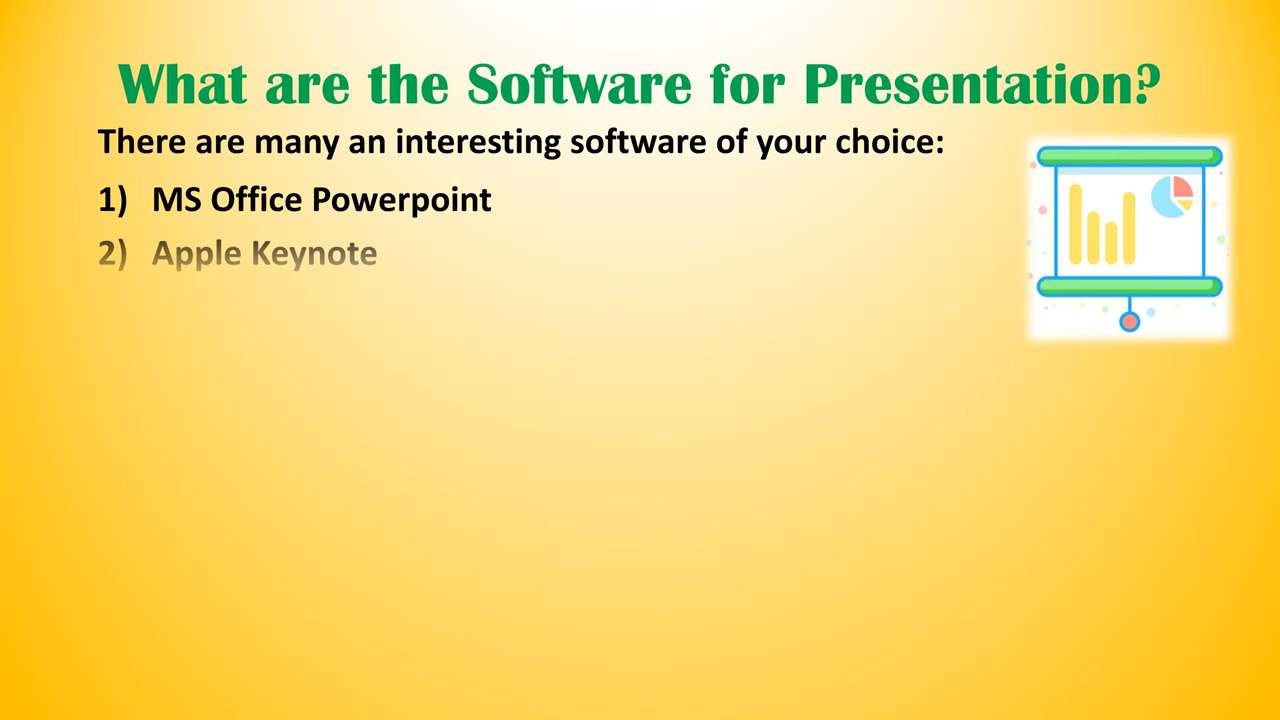 What are the Software for Presentation?
There are many an interesting software of your choice:
1) MS Office Powerpoint
2) Apple Keynote